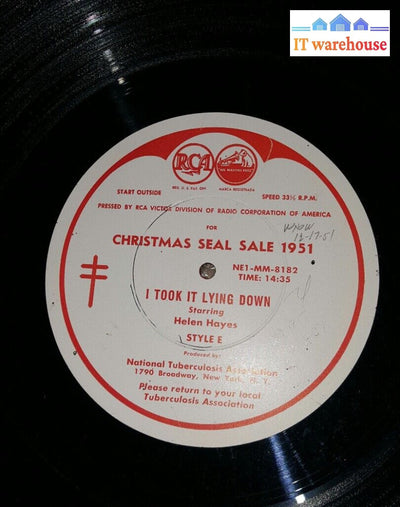 IT warehouse
RCA
"HIS MASTER'S VOICE"
REG. U. S. PAT. OFF.
MARCA REGISTRADA
START OUTSIDE
SPEED 33⅓ R.P.M.
PRESSED BY RCA VICTOR DIVISION OF RADIO CORPORATION OF AMERICA
FOR
CHRISTMAS SEAL SALE 1951
NE1-MM-8182
TIME: 14:35
I TOOK IT LYING DOWN
Starring
Helen Hayes
STYLE E
Produced by:
National Tuberculosis Association
1790 Broadway, New York, N. Y.
Please return to your local
Tuberculosis Association